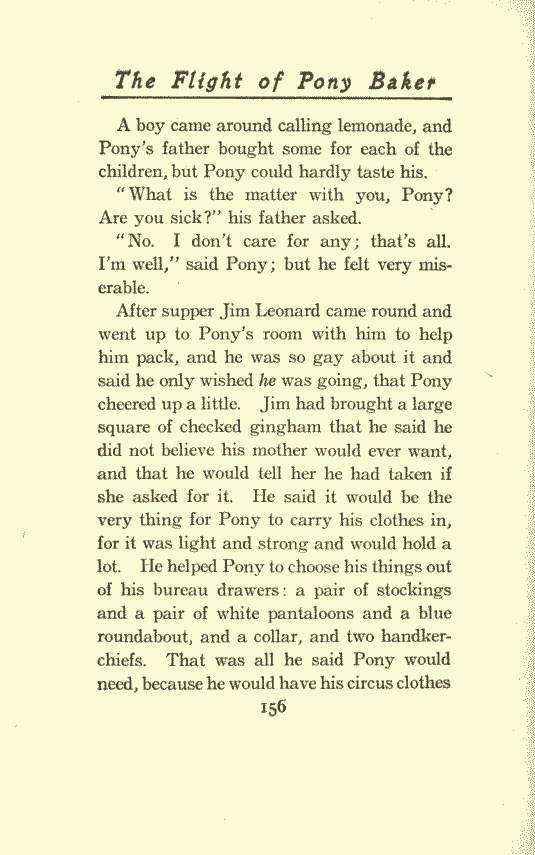 The Flight of Pony Baker
A boy came around calling lemonade, and
Pony's father bought some for each of the
children, but Pony could hardly taste his.
"What is the matter with you, Pony?
Are you sick?" his father asked.
"No. I don't care for any; that's all.
I'm well," said Pony; but he felt very mis-
erable.
After supper Jim Leonard came round and
went up to Pony's room with him to help
him pack, and he was so gay about it and
said he only wished he was going, that Pony
cheered up a little. Jim had brought a large
square of checked gingham that he said he
did not believe his mother would ever want,
and that he would tell her he had taken if
she asked for it. He said it would be the
very thing for Pony to carry his clothes in,
for it was light and strong and would hold a
lot. He helped Pony to choose his things out
of his bureau drawers: a pair of stockings
and a pair of white pantaloons and a blue
roundabout, and a collar, and two handker-
chiefs. That was all he said Pony would
need, because he would have his circus clothes
156